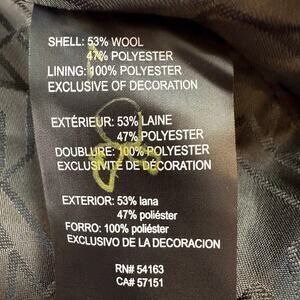 SHELL: 53% WOOL
47% POLYESTER
LINING: 100% POLYESTER
EXCLUSIVE OF DECORATION
EXTÉRIEUR: 53% LAINE
47% POLYESTER
DOUBLURE: 100% POLYESTER
EXCLUSIVITÉ DE DÉCORATION
EXTERIOR: 53% lana
47% poliéster
FORRO: 100% poliéster
EXCLUSIVO DE LA DECORACION
RN# 54163
CA# 57151